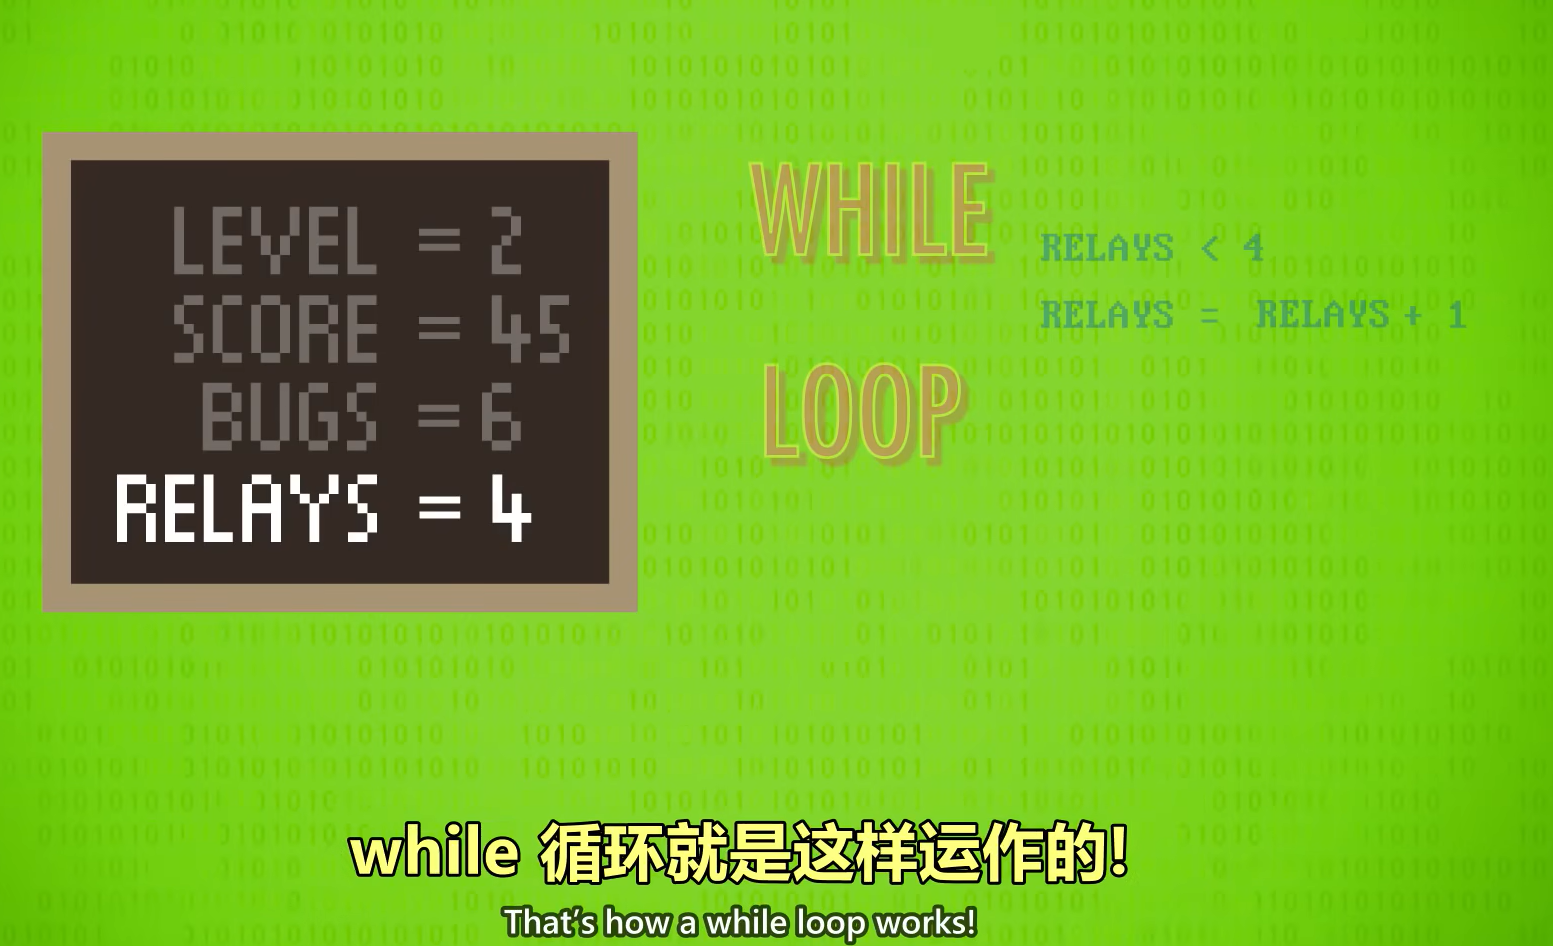 LEVEL = 2
SCORE = 45
BUGS = 6
RELAYS = 4
WHILE
LOOP
RELAYS < 4
RELAYS = RELAYS + 1
while 循环就是这样运作的!
That's how a while loop works!